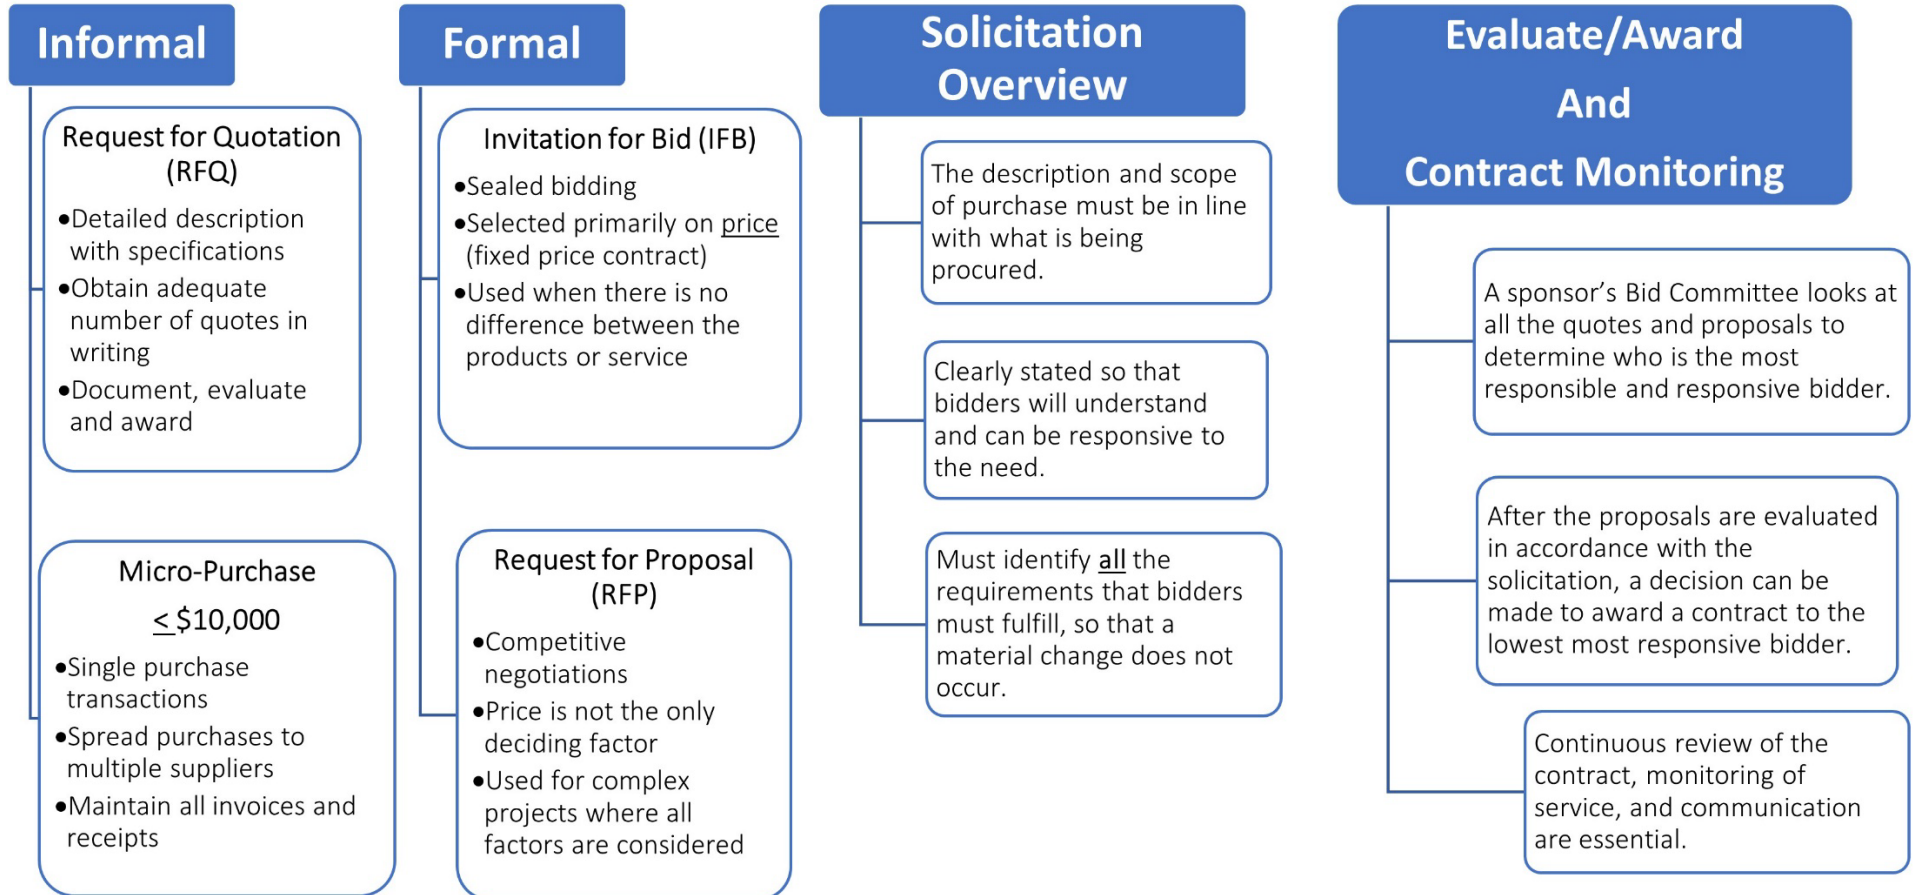 Informal
Request for Quotation
(RFQ)
•Detailed description
with specifications
•Obtain adequate
number of quotes in
writing
•Document, evaluate
and award
Micro-Purchase
< $10,000
•Single purchase
transactions
•Spread purchases to
multiple suppliers
•Maintain all invoices and
receipts
Formal
Invitation for Bid (IFB)
•Sealed bidding
•Selected primarily on price
(fixed price contract)
•Used when there is no
difference between the
products or service
Request for Proposal
(RFP)
•Competitive
negotiations
•Price is not the only
deciding factor
•Used for complex
projects where all
factors are considered
Solicitation
Overview
The description and scope
of purchase must be in line
with what is being
procured.
Clearly stated so that
bidders will understand
and can be responsive to
the need.
Must identify all the
requirements that bidders
must fulfill, so that a
material change does not
occur.
Evaluate/Award
And
Contract Monitoring
A sponsor’s Bid Committee looks at
all the quotes and proposals to
determine who is the most
responsible and responsive bidder.
After the proposals are evaluated
in accordance with the
solicitation, a decision can be
made to award a contract to the
lowest most responsive bidder.
Continuous review of the
contract, monitoring of
service, and communication
are essential.